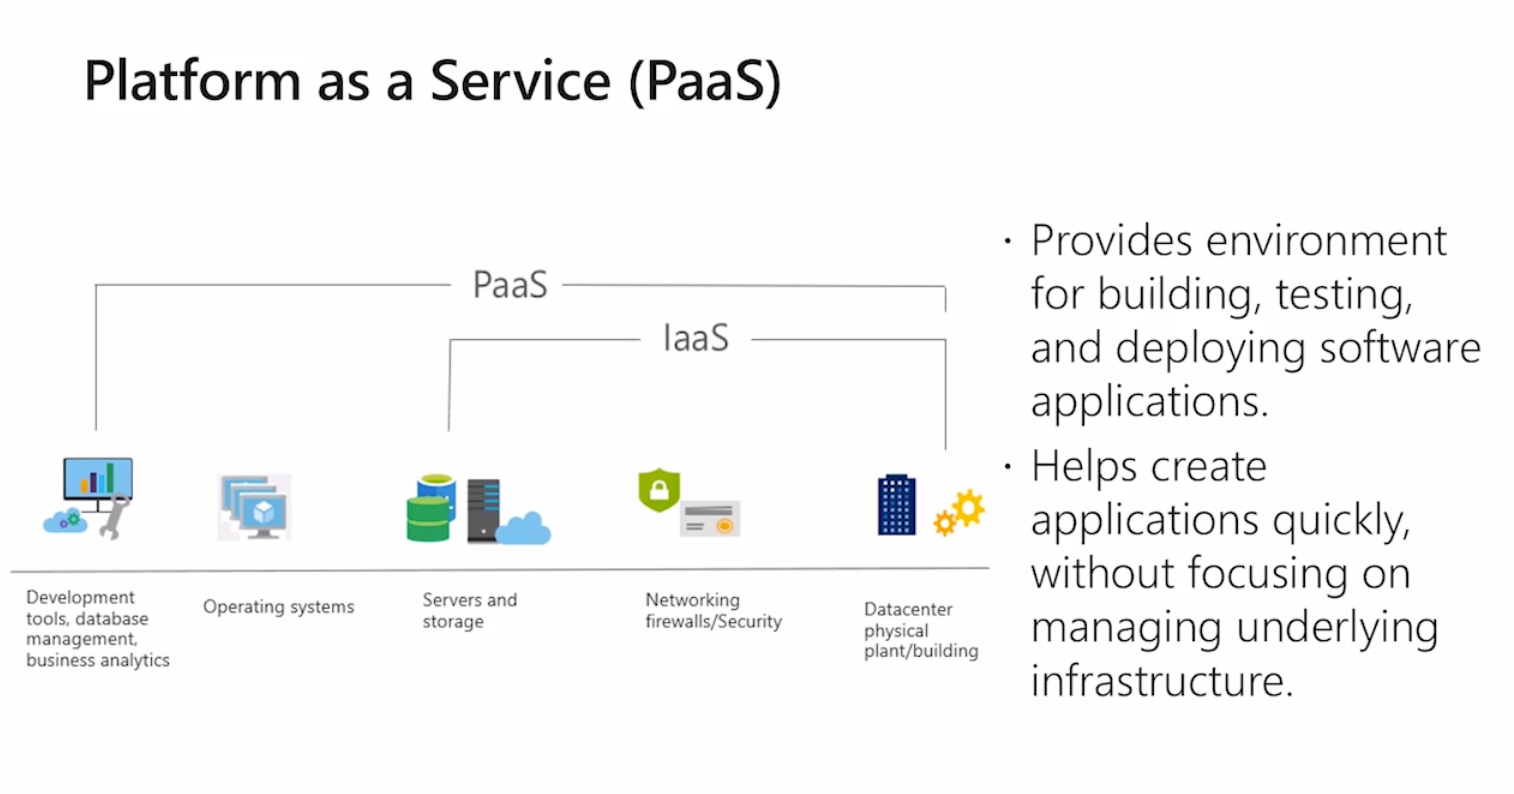 Platform as a Service (PaaS)
PaaS
IaaS
Development
tools, database
management,
business analytics
Operating systems
Servers and
storage
Networking
firewalls/Security
Datacenter
physical
plant/building
· Provides environment
for building, testing,
and deploying software
applications.
· Helps create
applications quickly,
without focusing on
managing underlying
infrastructure.